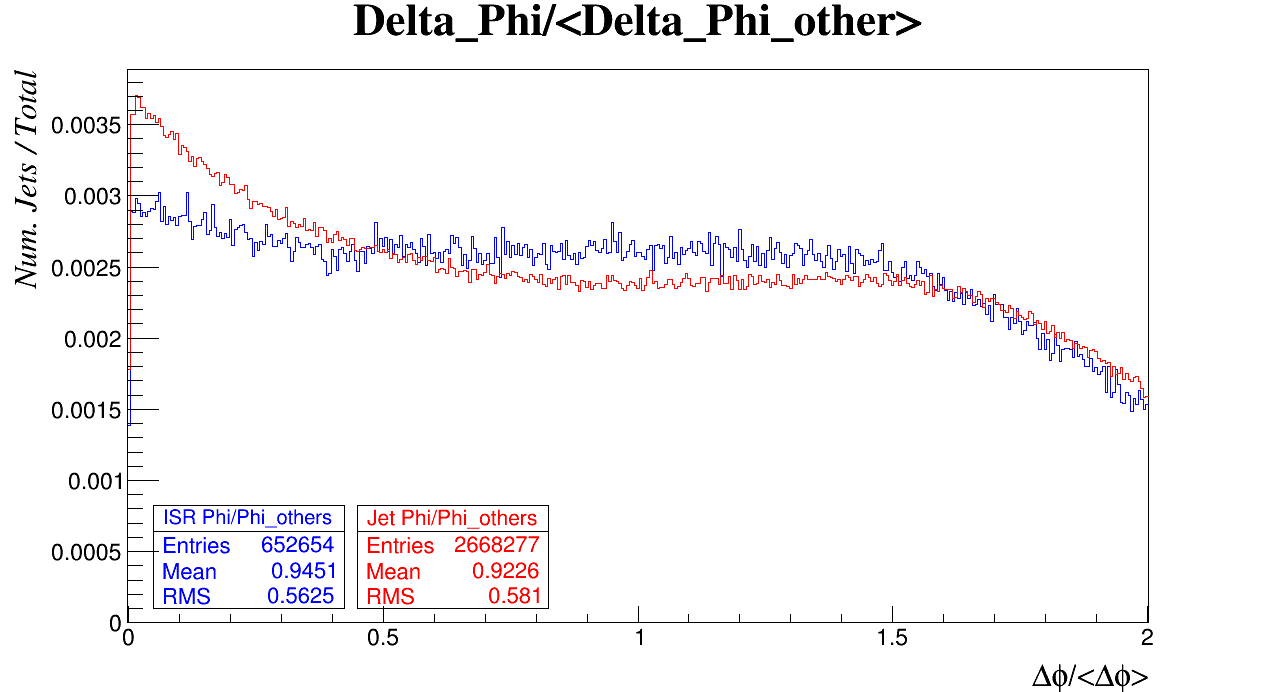 Delta_Phi/<Delta_Phi_other>
Num. Jets / Total
0.0035
0.003
0.0025
0.002
0.0015
0.001
0.0005
0
ISR Phi/Phi_others
Entries 652654
Mean 0.9451
RMS 0.5625
Jet Phi/Phi_others
Entries 2668277
Mean 0.9226
RMS 0.581
0 0.5 1 1.5 2
Δϕ/<Δϕ>